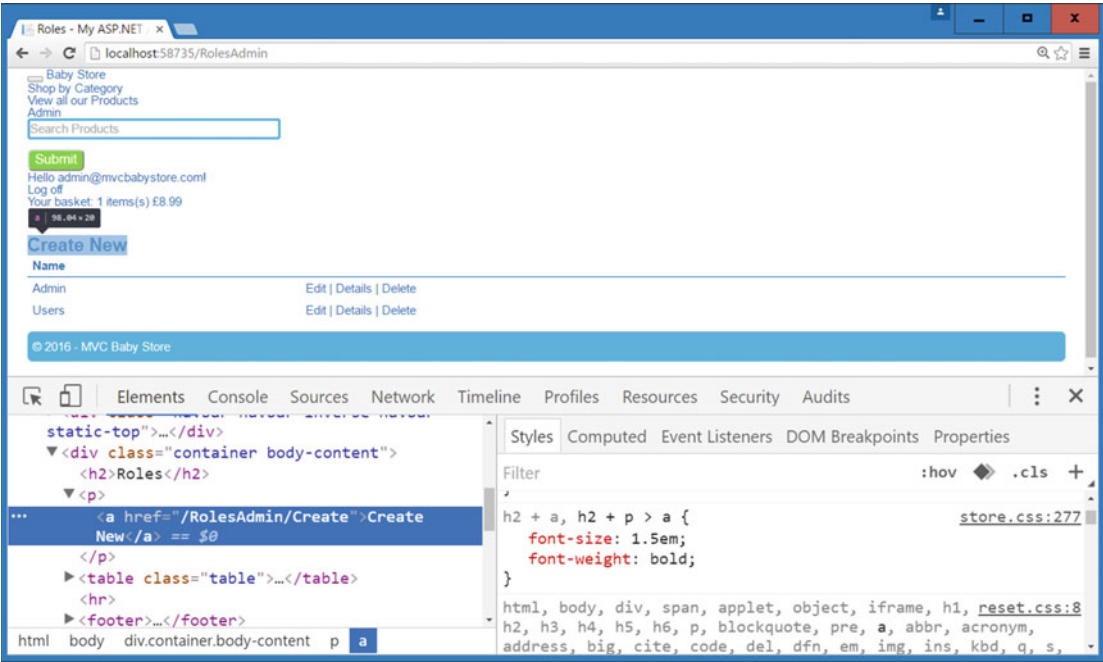 Roles - My ASP.NET
localhost:58735/RolesAdmin
Baby Store
Shop by Category
View all our Products
Admin
Search Products
Submit
Hello admin@mvcbabystore.com!
Log off
Your basket: 1 items(s) £8.99
a | 98.04 × 20
Create New
Name
Admin Edit | Details | Delete
Users Edit | Details | Delete
© 2016 - MVC Baby Store
Elements Console Sources Network Timeline Profiles Resources Security Audits
static-top">…</div>
▼<div class="container body-content">
<h2>Roles</h2>
▼<p>
… <a href="/RolesAdmin/Create">Create
New</a> == $0
</p>
▶<table class="table">…</table>
<hr>
▶<footer>…</footer>
html body div.container.body-content p a
Styles Computed Event Listeners DOM Breakpoints Properties
Filter :hov .cls +
}
h2 + a, h2 + p > a { store.css:277
font-size: 1.5em;
font-weight: bold;
}
html, body, div, span, applet, object, iframe, h1, reset.css:8
h2, h3, h4, h5, h6, p, blockquote, pre, a, abbr, acronym,
address, big, cite, code, del, dfn, em, img, ins, kbd, q, s,